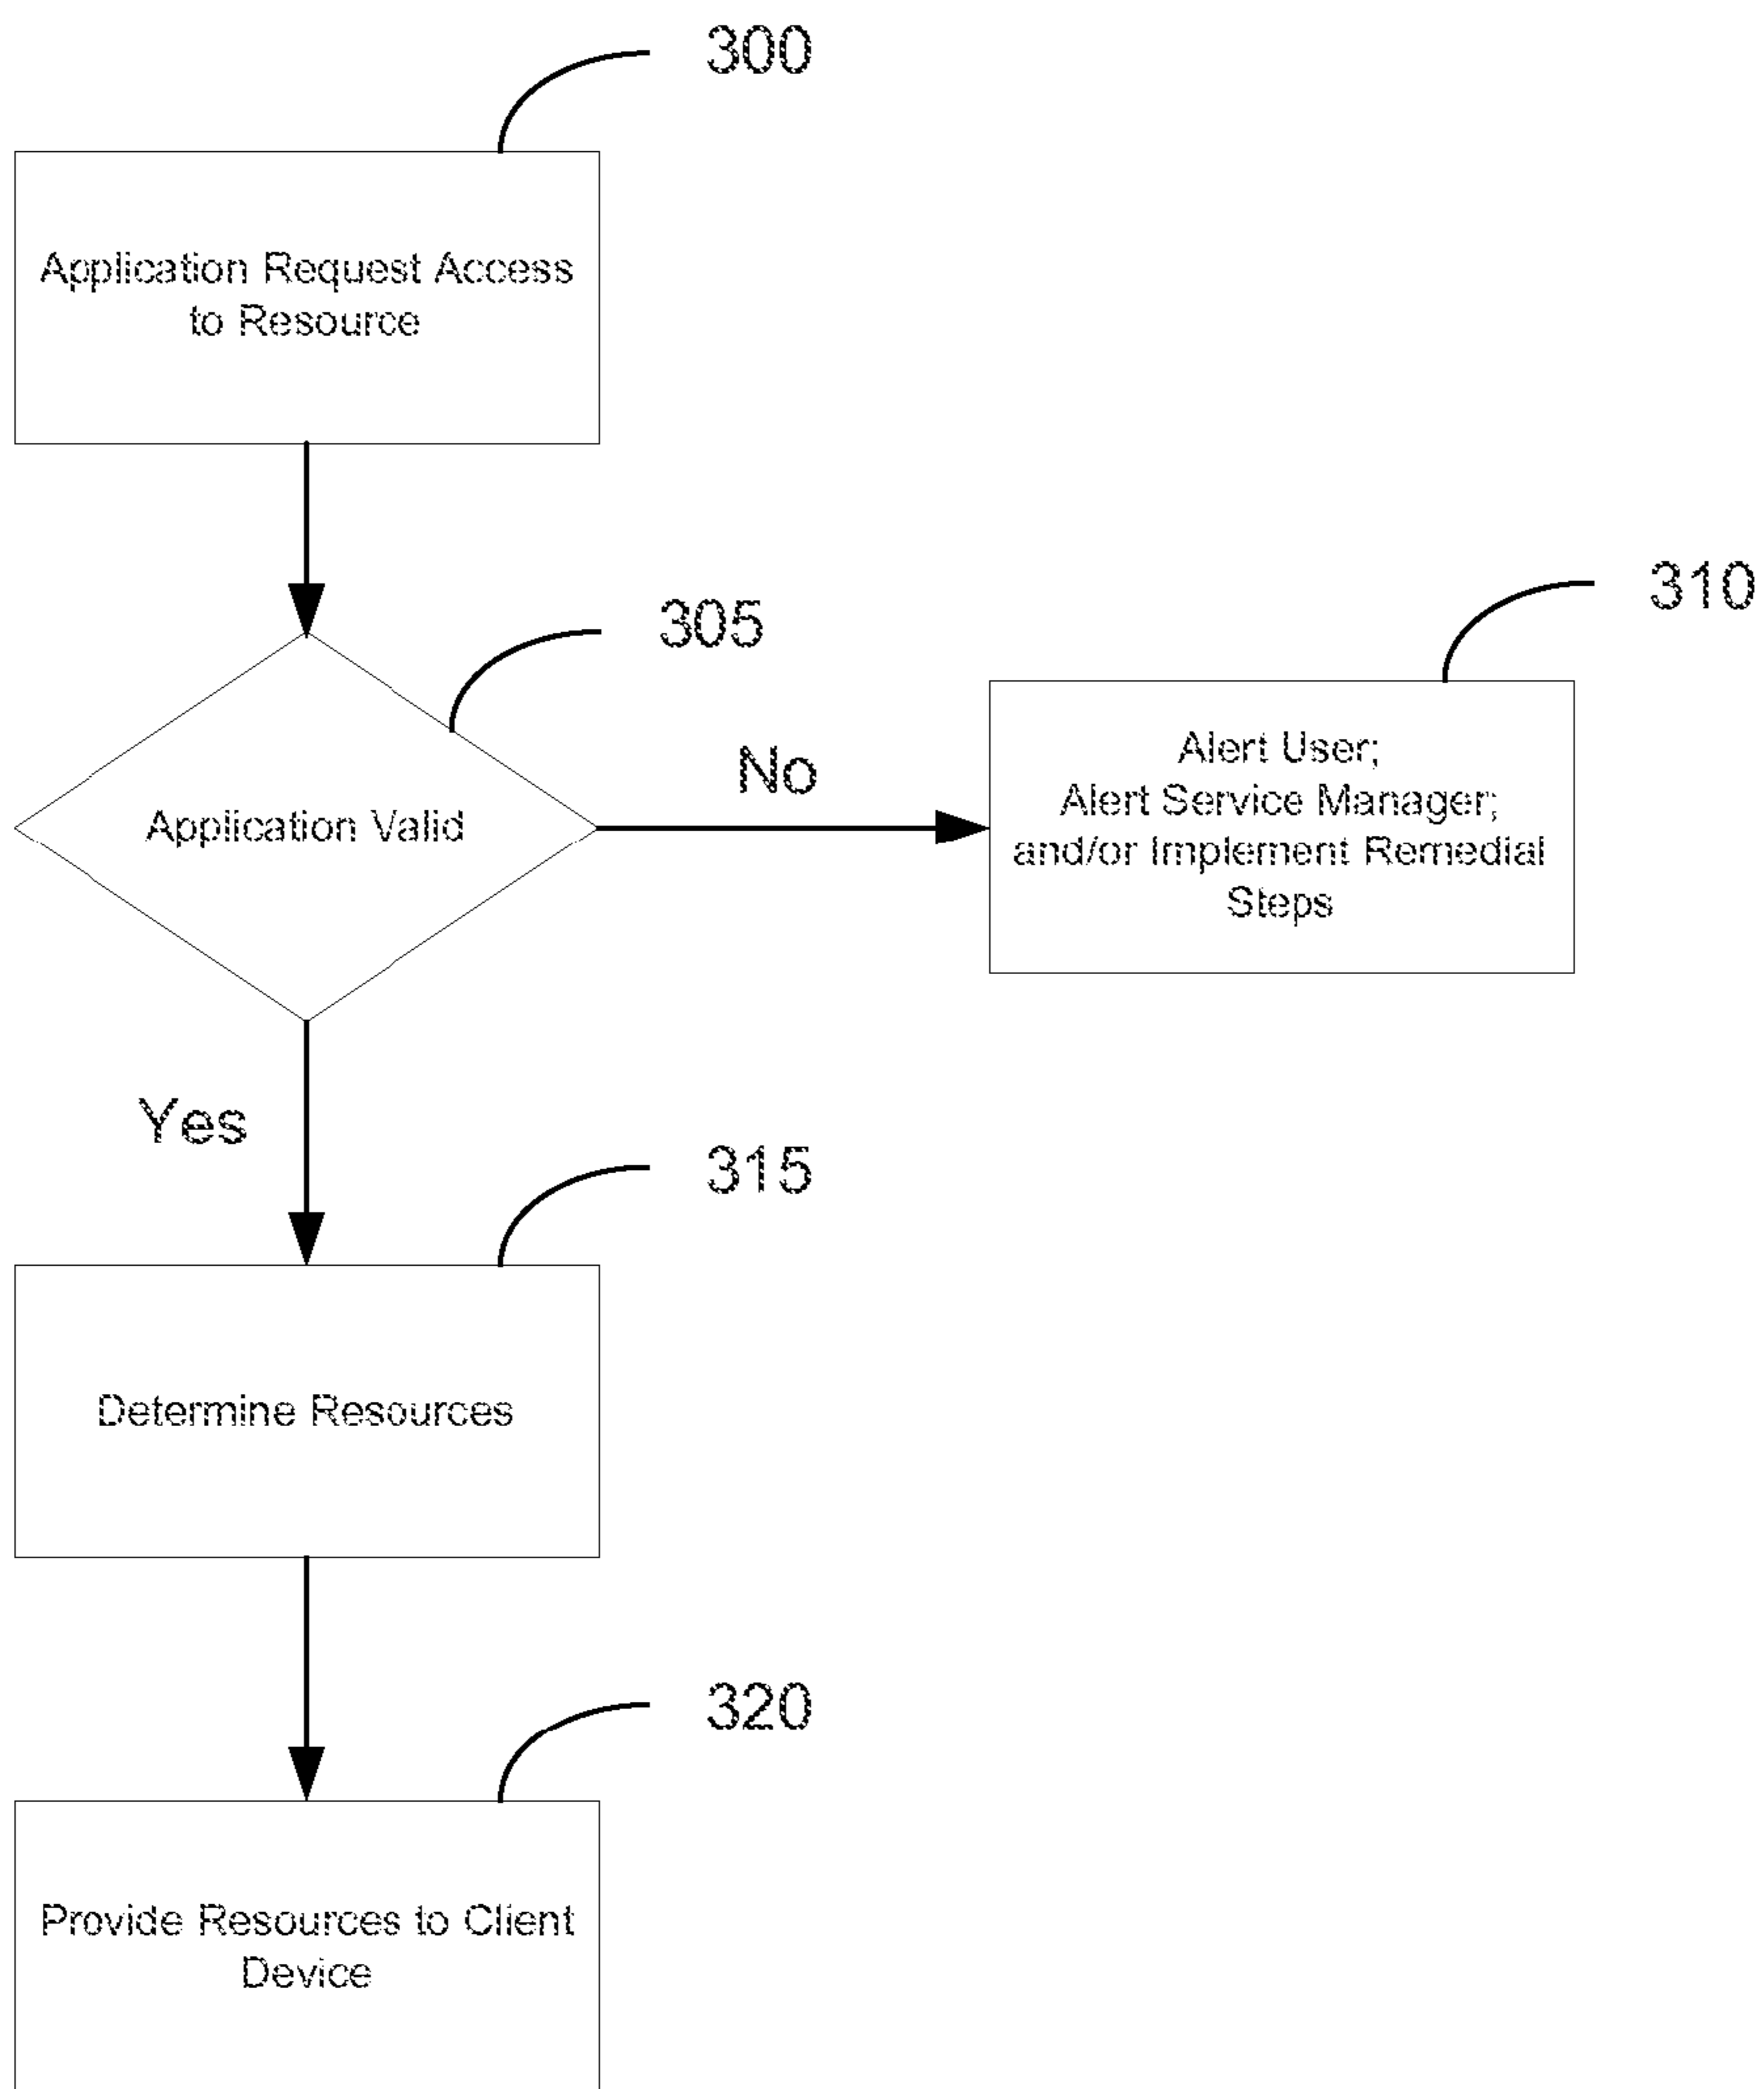 300
Application Request Access
to Resource
305
310
Application Valid
No
Alert User;
Alert Service Manager;
and/or Implement Remedial
Steps
Yes
315
Determine Resources
320
Provide Resources to Client
Device